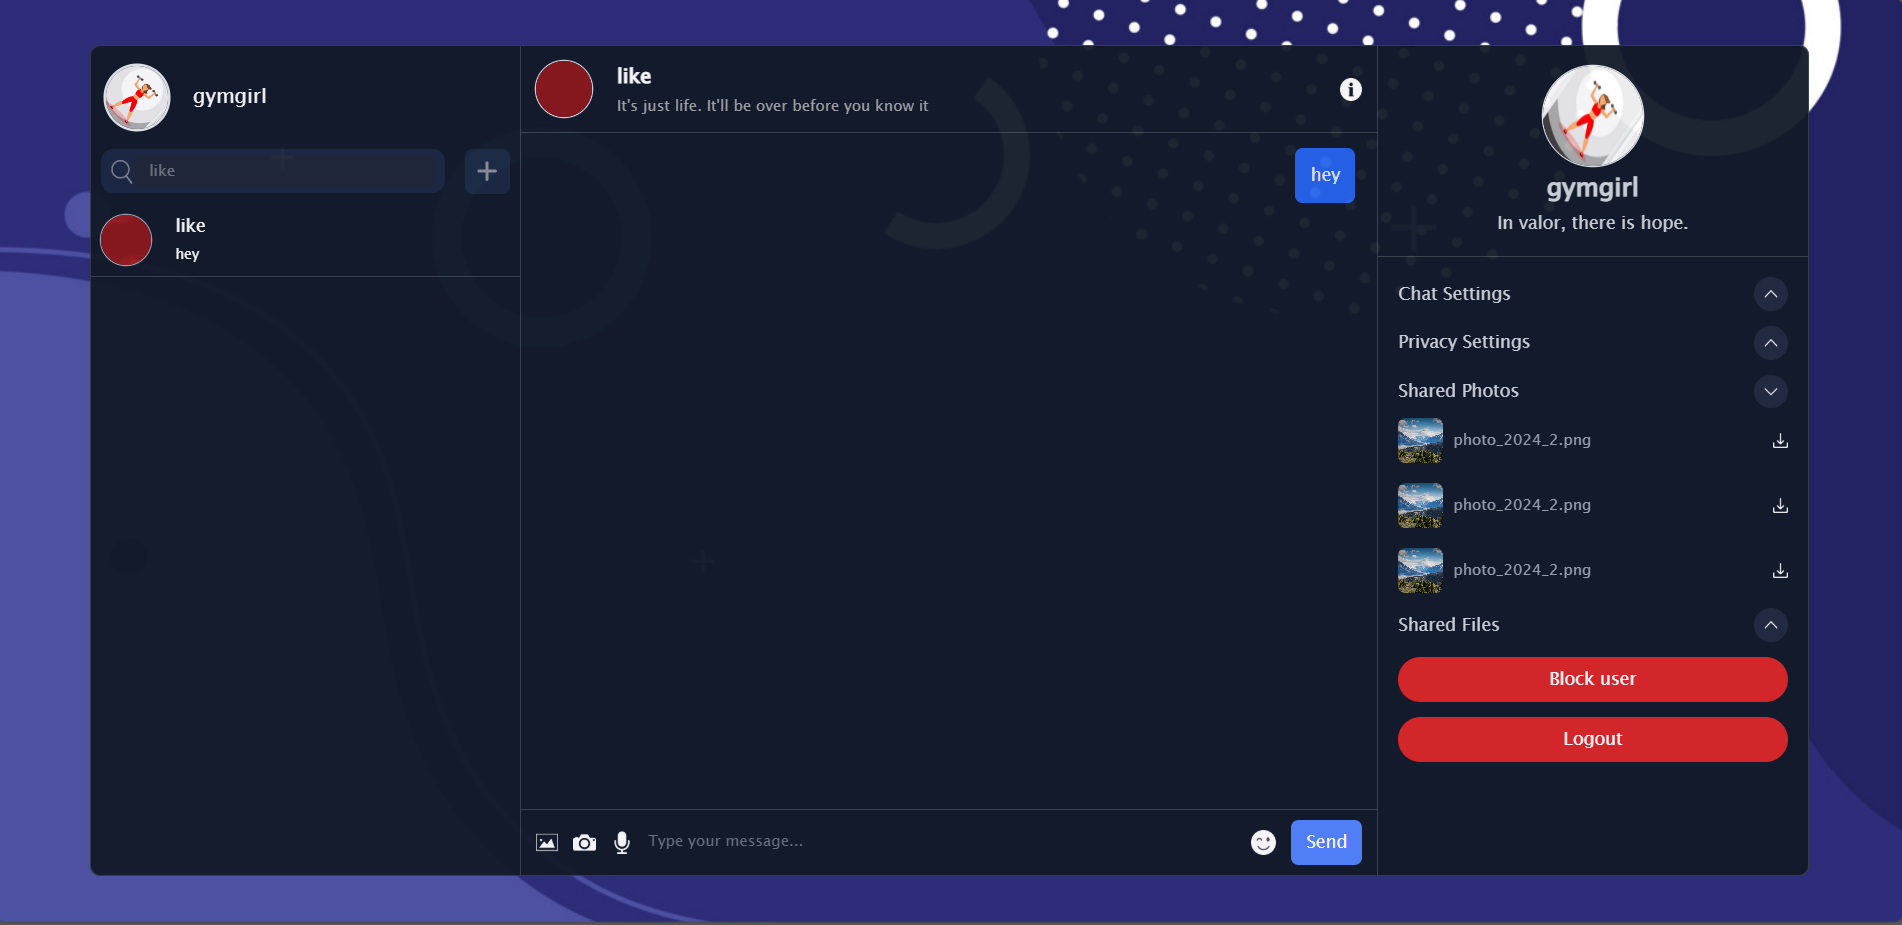 gymgirl
like
like
hey
like
It's just life. It'll be over before you know it
hey
Type your message...
Send
gymgirl
In valor, there is hope.
Chat Settings
Privacy Settings
Shared Photos
photo_2024_2.png
photo_2024_2.png
photo_2024_2.png
Shared Files
Block user
Logout